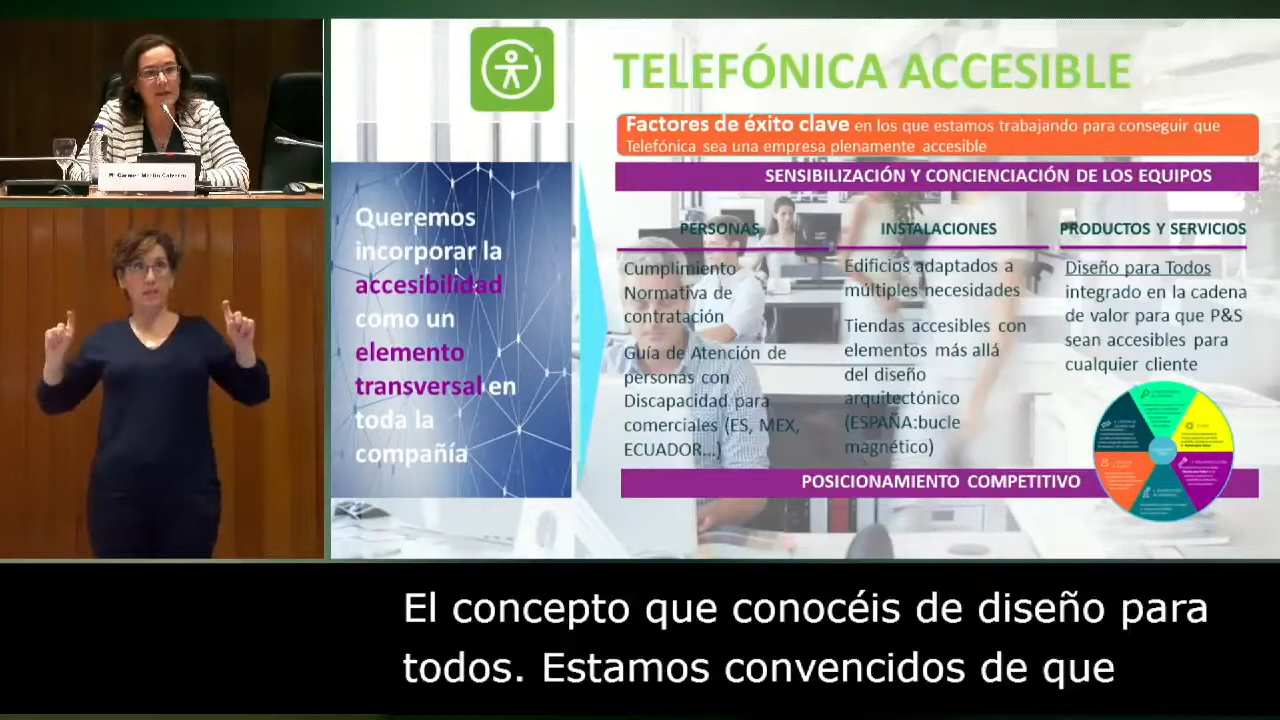 TELEFÓNICA ACCESIBLE
Factores de éxito clave en los que estamos trabajando para conseguir que
Telefónica sea una empresa plenamente accesible
SENSIBILIZACIÓN Y CONCIENCIACIÓN DE LOS EQUIPOS
Queremos
incorporar la
accesibilidad
como un
elemento
transversal en
toda la
compañía
PERSONAS
Cumplimiento
Normativa de
contratación
Guía de Atención de
personas con
Discapacidad para
comerciales (ES, MEX,
ECUADOR...)
INSTALACIONES
Edificios adaptados a
múltiples necesidades
Tiendas accesibles con
elementos más allá
del diseño
arquitectónico
(ESPAÑA:bucle
magnético)
PRODUCTOS Y SERVICIOS
Diseño para Todos
integrado en la cadena
de valor para que P&S
sean accesibles para
cualquier cliente
POSICIONAMIENTO COMPETITIVO
El concepto que conocéis de diseño para
todos. Estamos convencidos de que